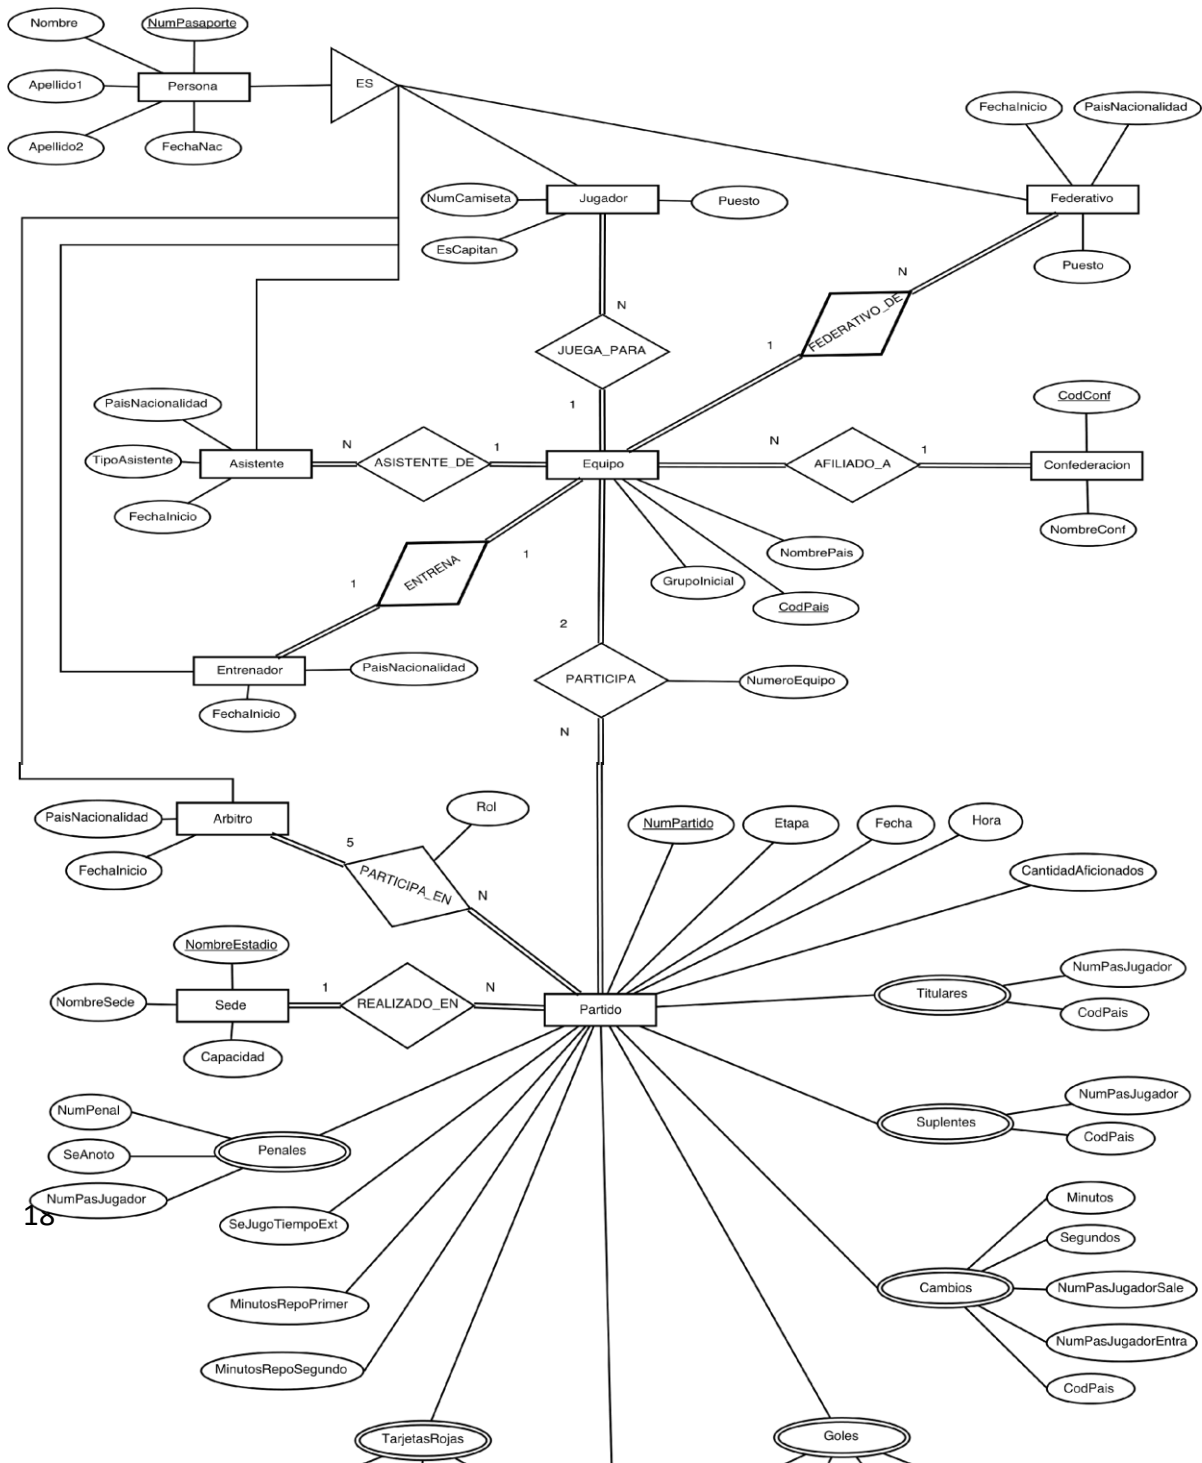 Nombre
NumPasaporte
ES
Apellido1
Persona
FechaInicio
PaisNacionalidad
Apellido2
FechaNac
NumCamiseta
Jugador
Puesto
Federativo
EsCapitan
Puesto
N
N
FEDERATIVO_DE
1
JUEGA_PARA
1
PaisNacionalidad
CodConf
N
1
N
1
TipoAsistente
Asistente
ASISTENTE_DE
Equipo
AFILIADO_A
Confederacion
FechaInicio
NombreConf
NombrePais
1
ENTRENA
1
GrupoInicial
CodPais
2
Entrenador
PaisNacionalidad
PARTICIPA
NumeroEquipo
FechaInicio
N
Rol
PaisNacionalidad
Arbitro
NumPartido
Etapa
Fecha
Hora
5
FechaInicio
PARTICIPA_EN
N
CantidadAficionados
NombreEstadio
NumPasJugador
1
N
Titulares
NombreSede
Sede
REALIZADO_EN
Partido
CodPais
Capacidad
NumPasJugador
NumPenal
Suplentes
CodPais
SeAnoto
Penales
NumPasJugador
Minutos
18
SeJugoTiempoExt
Segundos
Cambios
NumPasJugadorSale
MinutosRepoPrimer
NumPasJugadorEntra
MinutosRepoSegundo
CodPais
TarjetasRojas
Goles